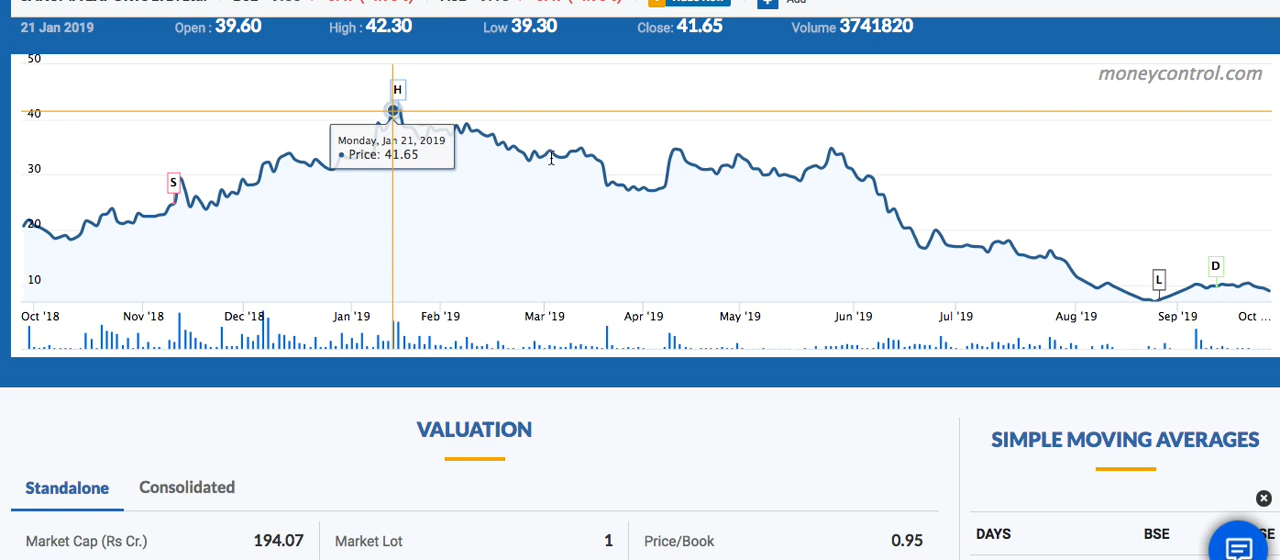 21 Jan 2019 Open : 39.60 High : 42.30 Low 39.30 Close: 41.65 Volume 3741820
moneycontrol.com
50
40
30
20
10
S
H
L
D
Monday, Jan 21, 2019
Price: 41.65
Oct '18 Nov '18 Dec '18 Jan '19 Feb '19 Mar '19 Apr '19 May '19 Jun '19 Jul '19 Aug '19 Sep '19 Oct ...
VALUATION
Standalone Consolidated
Market Cap (Rs Cr.) 194.07 Market Lot 1 Price/Book 0.95
SIMPLE MOVING AVERAGES
DAYS BSE